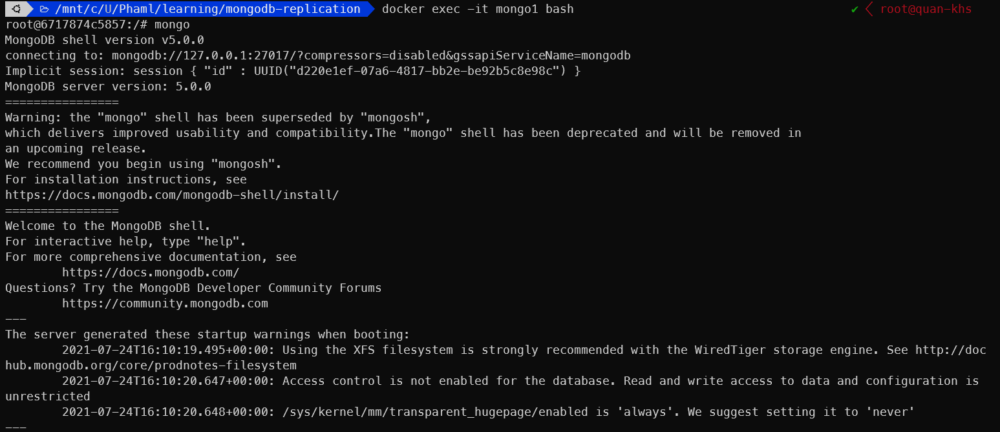 /mnt/c/U/Phaml/learning/mongodb-replication docker exec -it mongo1 bash ✔ root@quan-khs
root@6717874c5857:/# mongo
MongoDB shell version v5.0.0
connecting to: mongodb://127.0.0.1:27017/?compressors=disabled&gssapiServiceName=mongodb
Implicit session: session { "id" : UUID("d220e1ef-07a6-4817-bb2e-be92b5c8e98c") }
MongoDB server version: 5.0.0
================
Warning: the "mongo" shell has been superseded by "mongosh",
which delivers improved usability and compatibility.The "mongo" shell has been deprecated and will be removed in
an upcoming release.
We recommend you begin using "mongosh".
For installation instructions, see
https://docs.mongodb.com/mongodb-shell/install/
================
Welcome to the MongoDB shell.
For interactive help, type "help".
For more comprehensive documentation, see
        https://docs.mongodb.com/
Questions? Try the MongoDB Developer Community Forums
        https://community.mongodb.com
---
The server generated these startup warnings when booting:
        2021-07-24T16:10:19.495+00:00: Using the XFS filesystem is strongly recommended with the WiredTiger storage engine. See http://doc
hub.mongodb.org/core/prodnotes-filesystem
        2021-07-24T16:10:20.647+00:00: Access control is not enabled for the database. Read and write access to data and configuration is
unrestricted
        2021-07-24T16:10:20.648+00:00: /sys/kernel/mm/transparent_hugepage/enabled is 'always'. We suggest setting it to 'never'
---